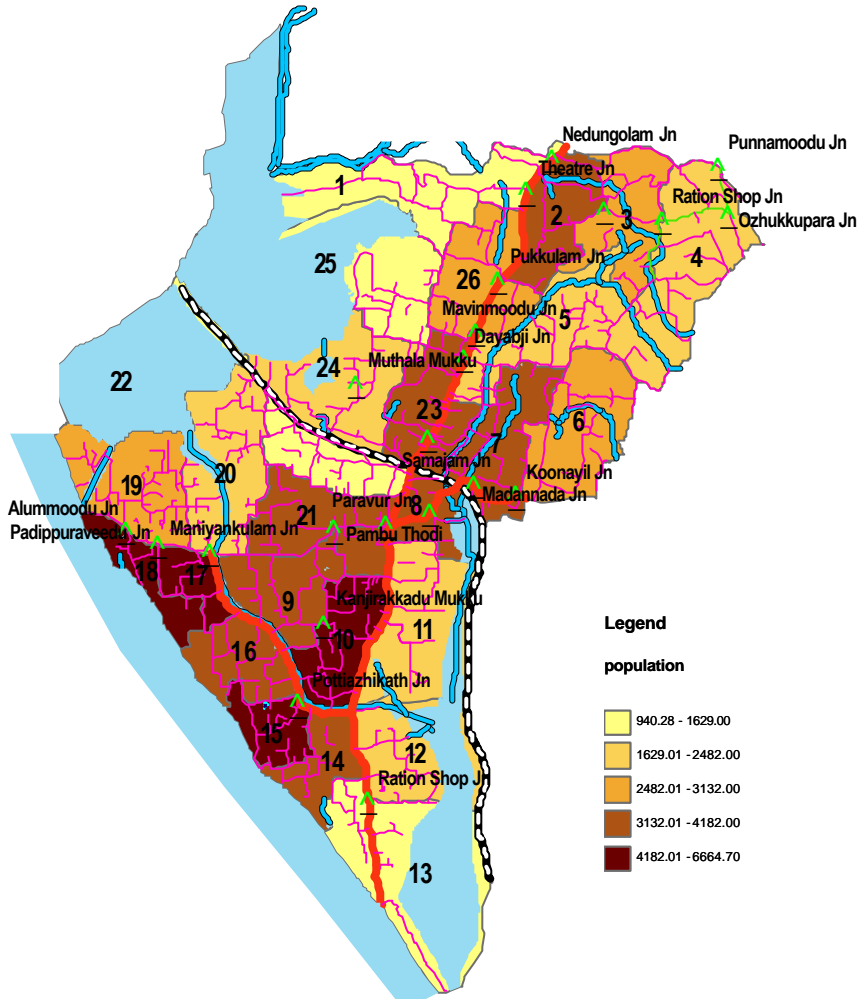 Nedungolam Jn
Punnamoodu Jn
Theatre Jn
1
Ration Shop Jn
2
3
Ozhukkupara Jn
25
Pukkulam Jn
4
26
Mavinmoodu Jn
5
Dayabji Jn
24
Muthala Mukku
22
23
6
7
Samajam Jn
19
20
Koonayil Jn
Alummoodu Jn
Paravur Jn
8
Madannada Jn
Padippuraveedu Jn
Maniyankulam Jn
21
Pambu Thodi
18
17
9
Kanjirakkadu Mukku
10
11
16
Pottiazhikath Jn
15
14
12
Ration Shop J
13
Legend
population
940.28 - 1629.00
1629.01 - 2482.00
2482.01 - 3132.00
3132.01 - 4182.00
4182.01 - 6664.70